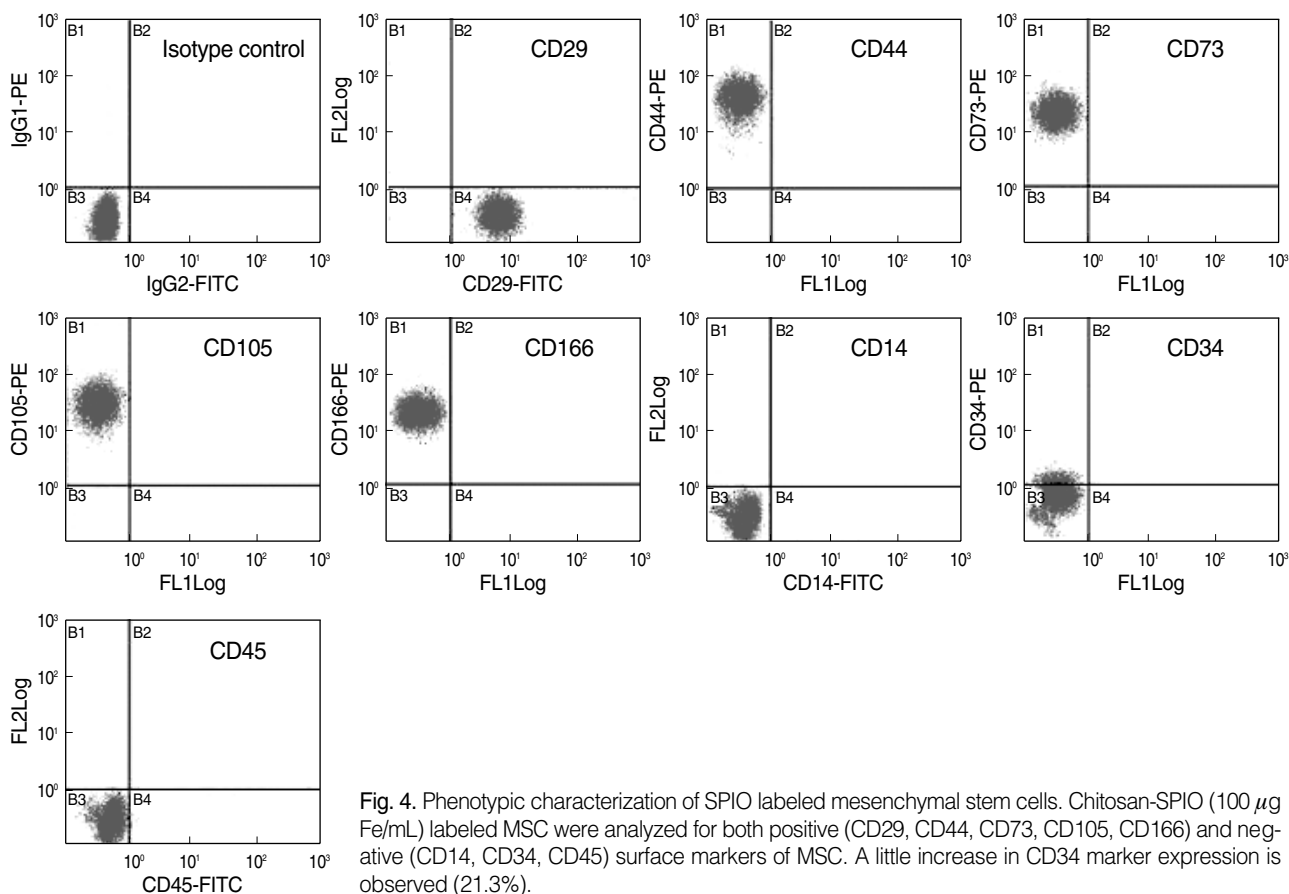 B1 B2 Isotype control
10³
10²
10¹
10⁰
IgG1-PE
B3 B4
10⁰ 10¹ 10² 10³
IgG2-FITC
B1 B2 CD29
FL2Log
B3 B4
10⁰ 10¹ 10² 10³
CD29-FITC
B1 B2 CD44
10³
10²
10¹
10⁰
CD44-PE
B3 B4
10⁰ 10¹ 10² 10³
FL1Log
B1 B2 CD73
10³
10²
10¹
10⁰
CD73-PE
B3 B4
10⁰ 10¹ 10² 10³
FL1Log
B1 B2 CD105
10³
10²
10¹
10⁰
CD105-PE
B3 B4
10⁰ 10¹ 10² 10³
FL1Log
B1 B2 CD166
10³
10²
10¹
10⁰
CD166-PE
B3 B4
10⁰ 10¹ 10² 10³
FL1Log
B1 B2 CD14
10³
10²
10¹
10⁰
FL2Log
B3 B4
10⁰ 10¹ 10² 10³
CD14-FITC
B1 B2 CD34
10³
10²
10¹
10⁰
CD34-PE
B3 B4
10⁰ 10¹ 10² 10³
FL1Log
B1 B2 CD45
10³
10²
10¹
10⁰
FL2Log
B3 B4
10⁰ 10¹ 10² 10³
CD45-FITC
Fig. 4. Phenotypic characterization of SPIO labeled mesenchymal stem cells. Chitosan-SPIO (100 μg
Fe/mL) labeled MSC were analyzed for both positive (CD29, CD44, CD73, CD105, CD166) and neg-
ative (CD14, CD34, CD45) surface markers of MSC. A little increase in CD34 marker expression is
observed (21.3%).